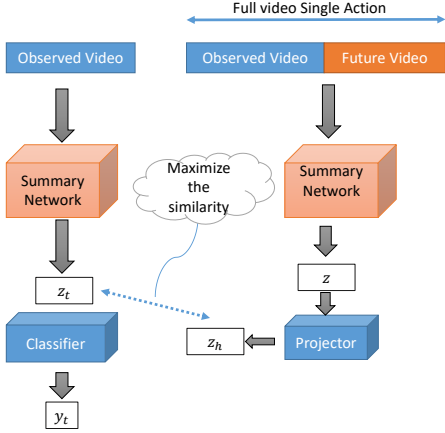 Full video Single Action
Observed Video
Observed Video
Future Video
Summary
Network
Maximize
the
similarity
Summary
Network
z_t
z
Classifier
z_h
Projector
y_t